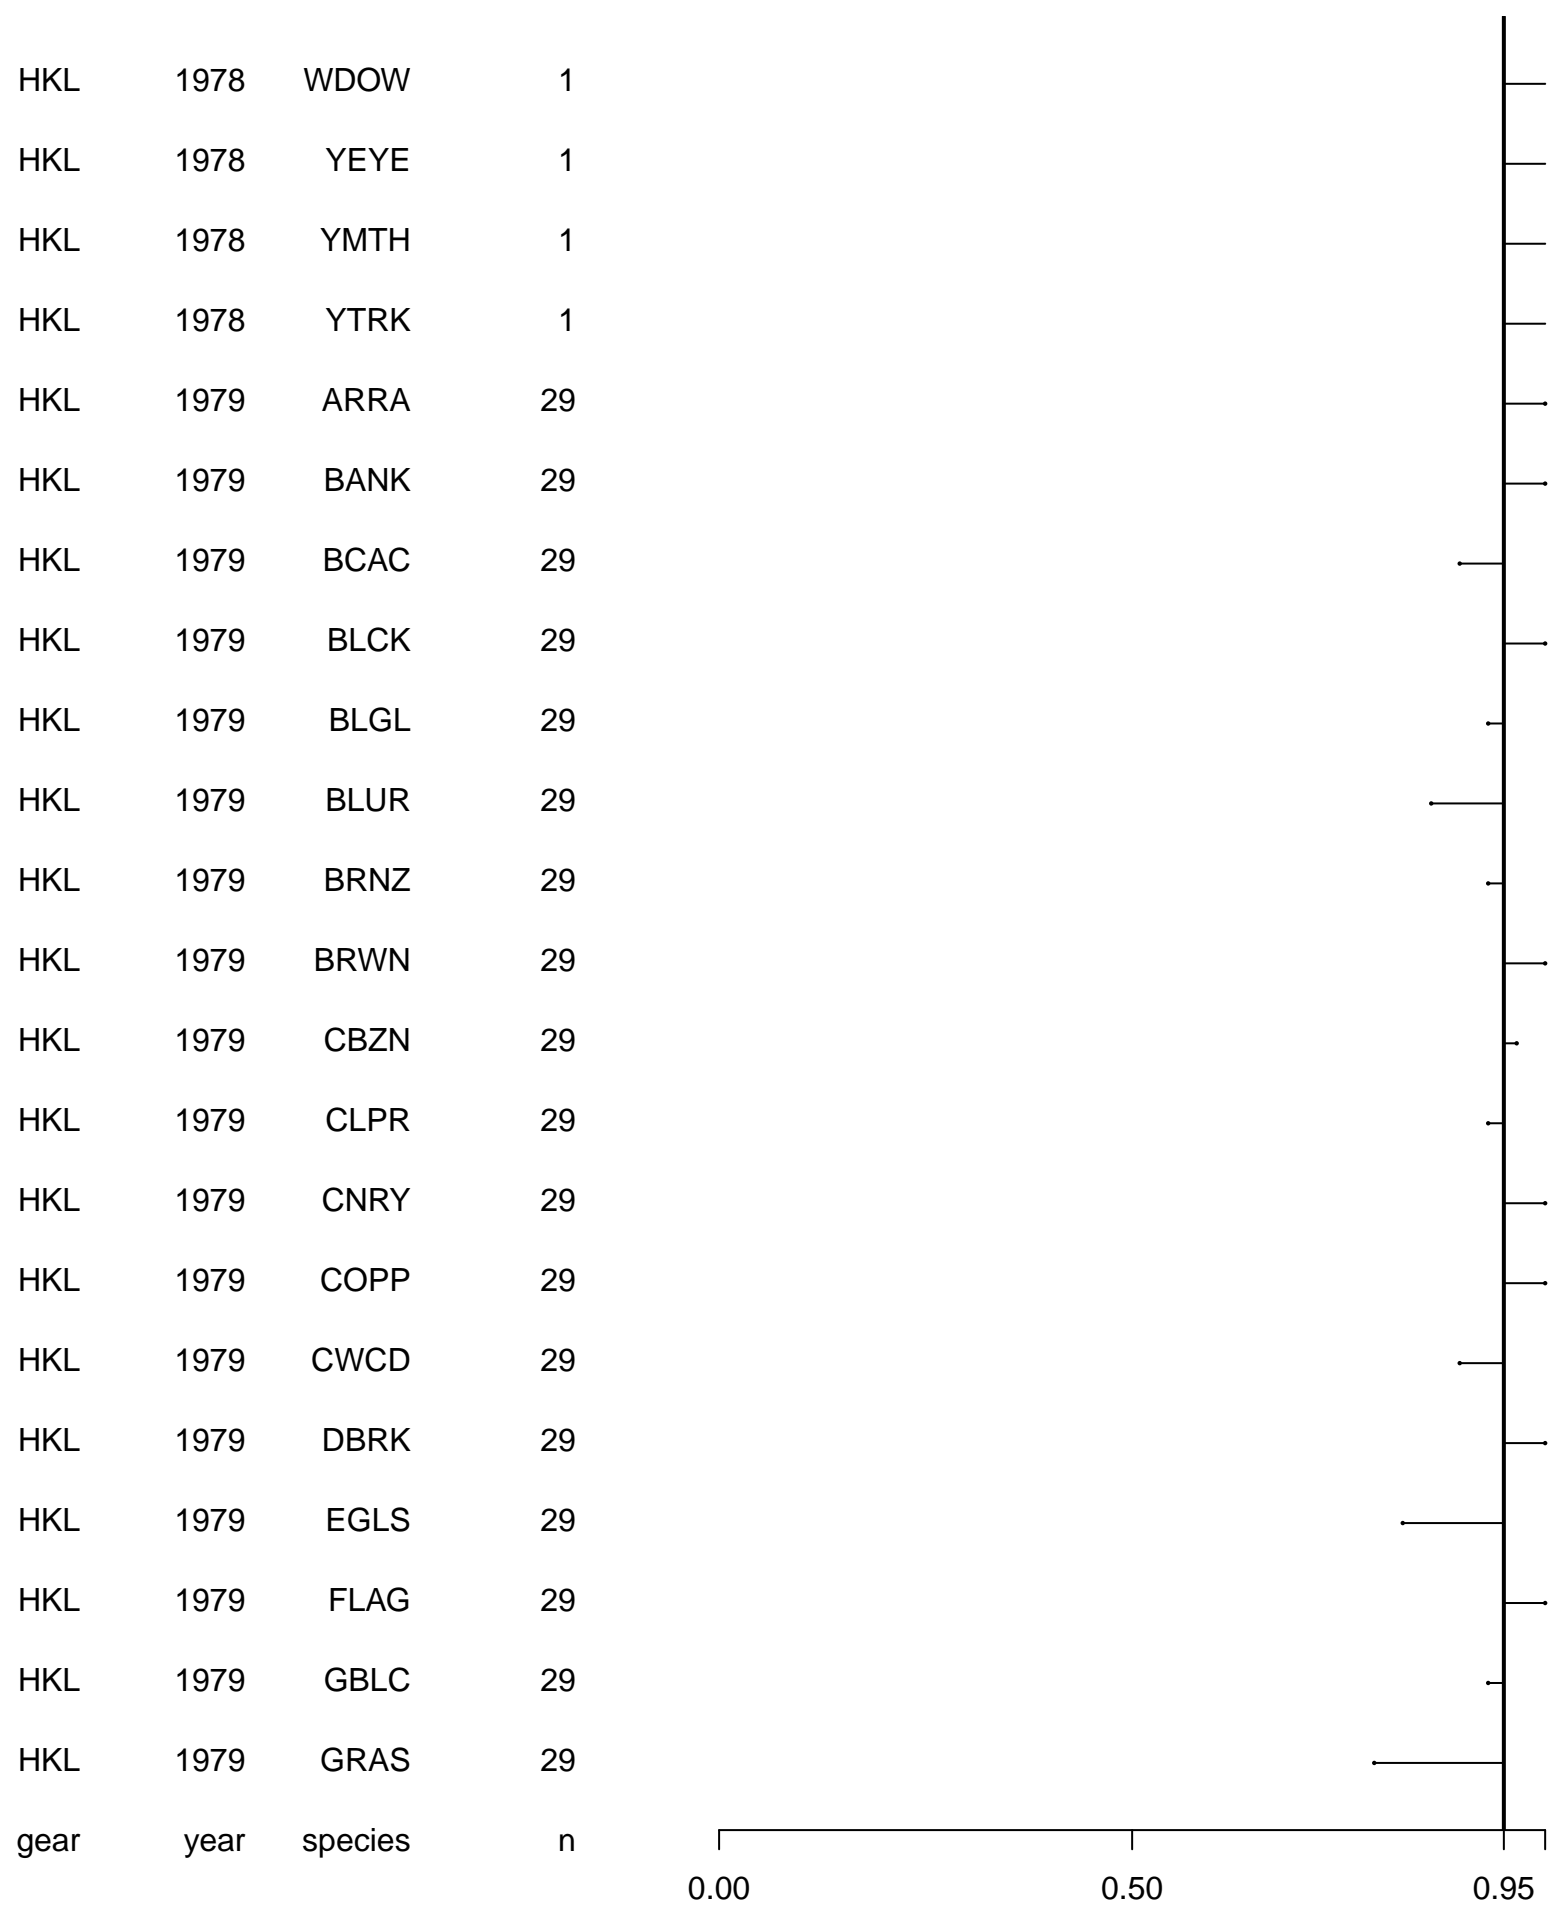 HKL 1978 WDOW 1
HKL 1978 YEYE 1
HKL 1978 YMTH 1
HKL 1978 YTRK 1
HKL 1979 ARRA 29
HKL 1979 BANK 29
HKL 1979 BCAC 29
HKL 1979 BLCK 29
HKL 1979 BLGL 29
HKL 1979 BLUR 29
HKL 1979 BRNZ 29
HKL 1979 BRWN 29
HKL 1979 CBZN 29
HKL 1979 CLPR 29
HKL 1979 CNRY 29
HKL 1979 COPP 29
HKL 1979 CWCD 29
HKL 1979 DBRK 29
HKL 1979 EGLS 29
HKL 1979 FLAG 29
HKL 1979 GBLC 29
HKL 1979 GRAS 29
gear year species n
0.00 0.50 0.95